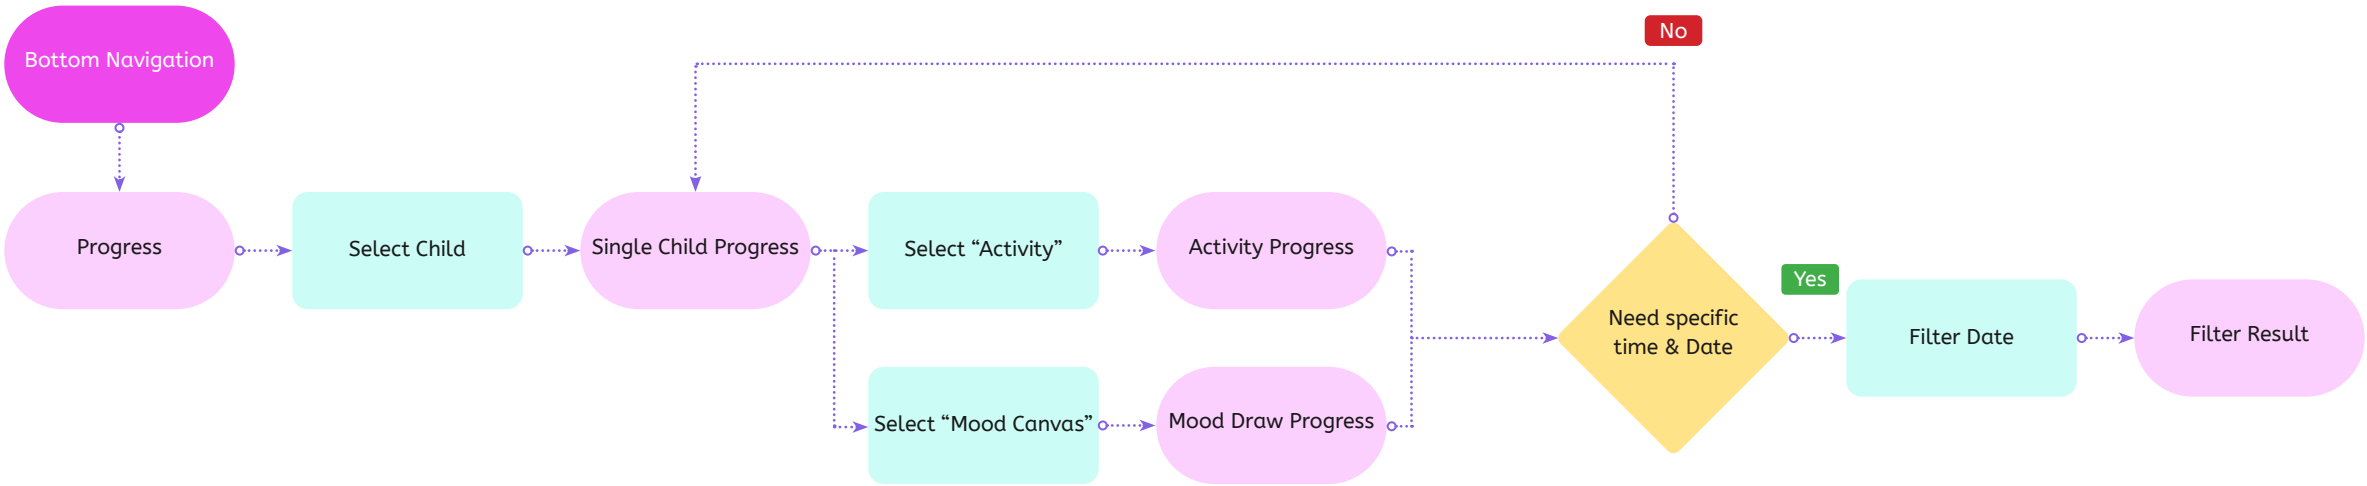 No
Bottom Navigation
Progress
Select Child
Single Child Progress
Select “Activity”
Activity Progress
Yes
Need specific
time & Date
Filter Date
Filter Result
Select “Mood Canvas”
Mood Draw Progress